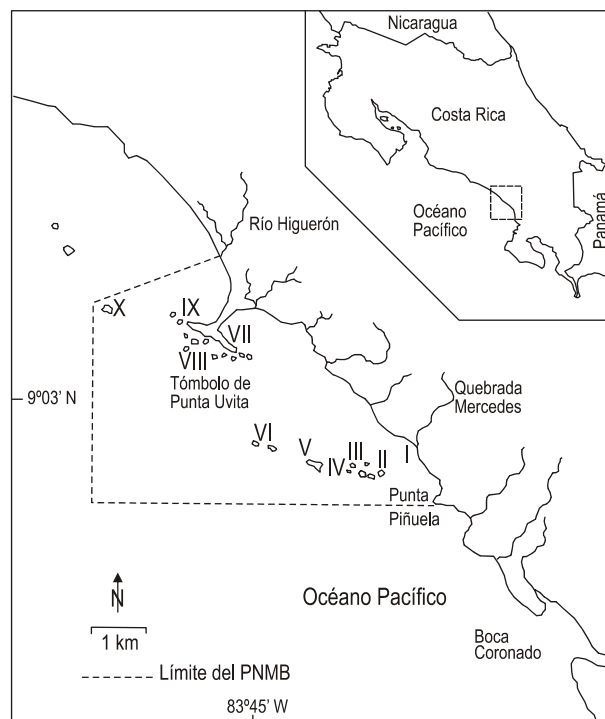 Nicaragua
Costa Rica
Océano
Pacífico
Panamá
Río Higuerón
X
IX
VII
VIII
Tómbolo de
Punta Uvita
9º03' N
Quebrada
Mercedes
VI
V
IV
III
II
I
Punta
Piñuela
N
1 km
Océano Pacífico
Boca
Coronado
Límite del PNMB
83º45' W